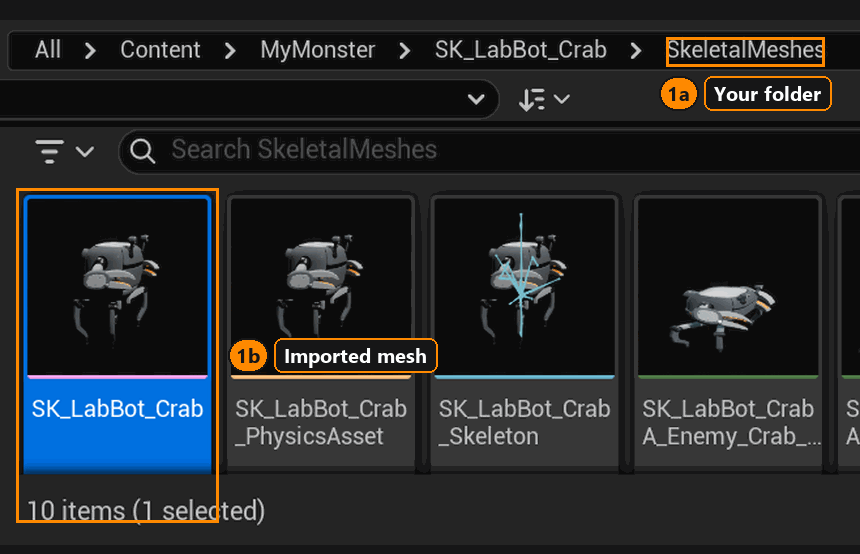 All > Content > MyMonster > SK_LabBot_Crab > SkeletalMeshes
1a Your folder
Search SkeletalMeshes
1b Imported mesh
SK_LabBot_Crab
SK_LabBot_Crab
_PhysicsAsset
SK_LabBot_Crab
_Skeleton
SK_LabBot_Crab
A_Enemy_Crab_...
S
A
10 items (1 selected)